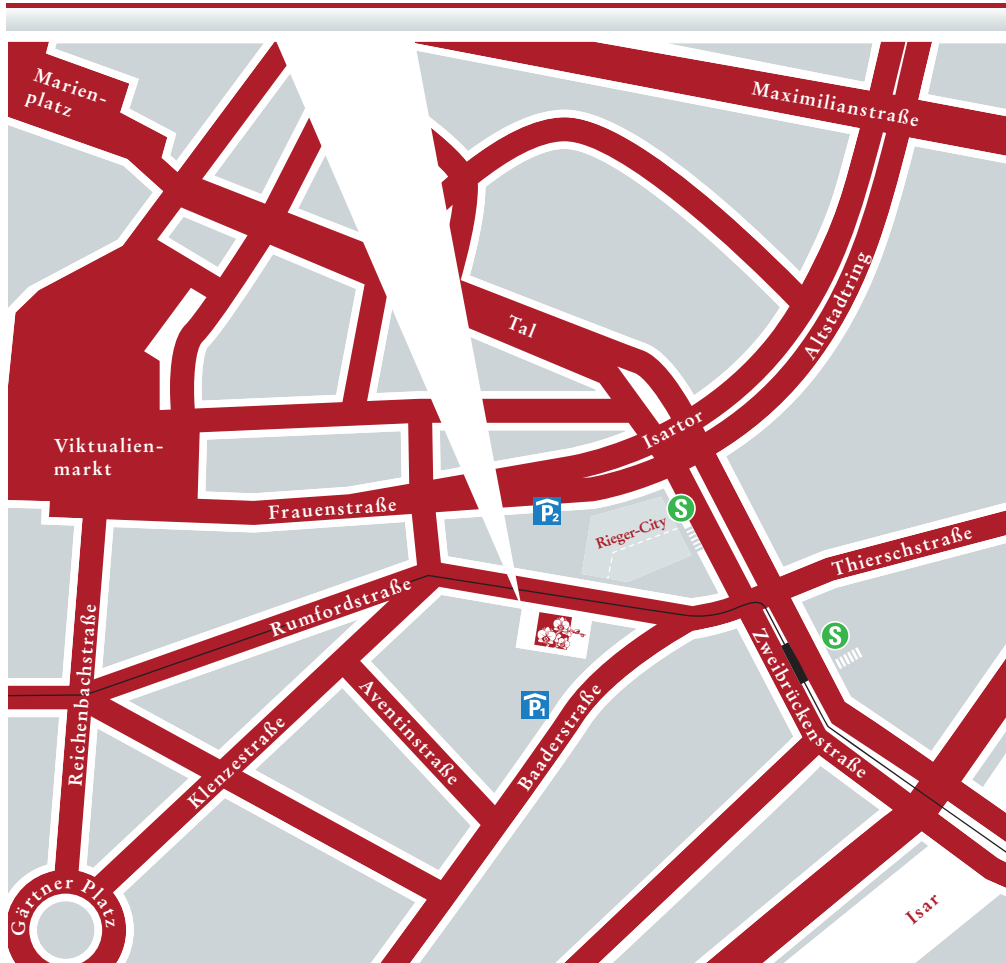 Marien-
platz
Maximilianstraße
Altstadtring
Tal
Isartor
Viktualien-
markt
Frauenstraße
P2
S
Rieger-City
Thierschstraße
Rumfordstraße
Reichenbachstraße
S
Zweibrückenstraße
Aventinstraße
P1
Baaderstraße
Klenzestraße
Gärtner Platz
Isar